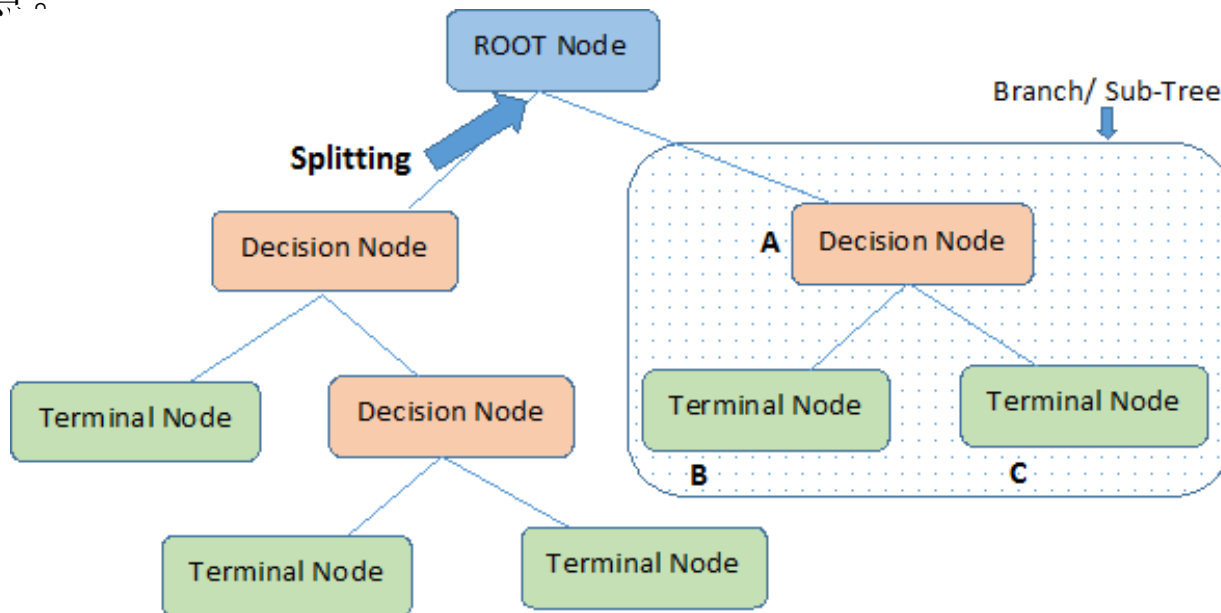 ROOT Node
Branch/ Sub-Tree
Splitting
Decision Node
A
Decision Node
Terminal Node
Decision Node
Terminal Node
Terminal Node
B
C
Terminal Node
Terminal Node